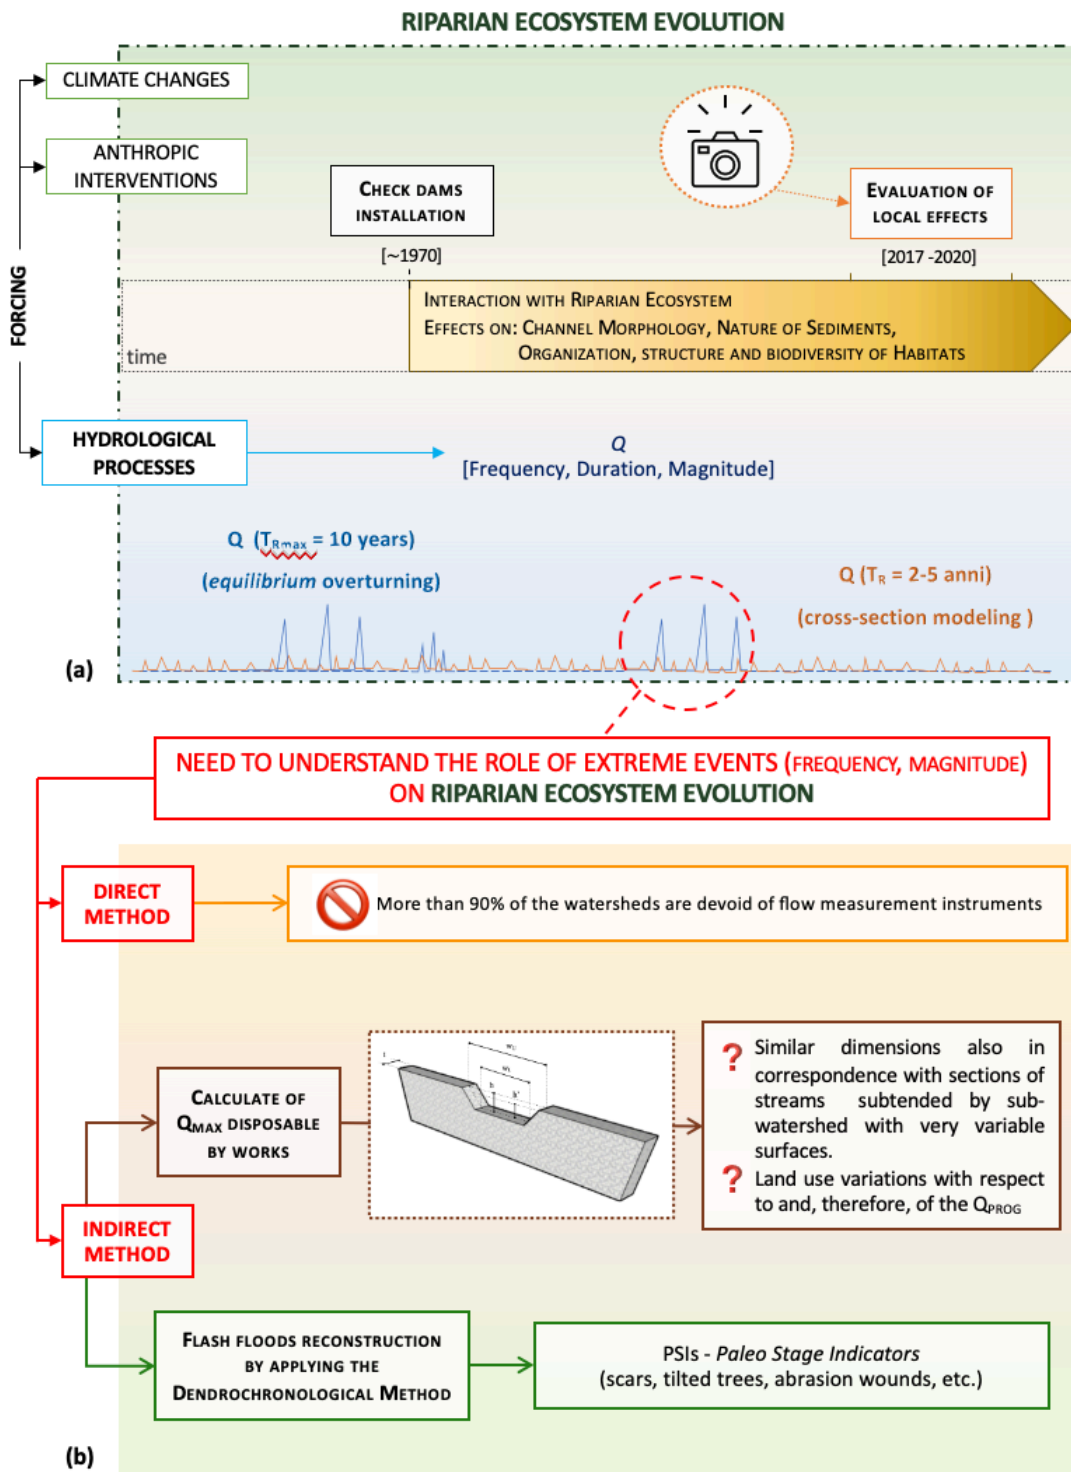 RIPARIAN ECOSYSTEM EVOLUTION
CLIMATE CHANGES
ANTHROPIC
INTERVENTIONS
FORCING
CHECK DAMS
INSTALLATION
[~1970]
EVALUATION OF
LOCAL EFFECTS
[2017 -2020]
INTERACTION WITH RIPARIAN ECOSYSTEM
EFFECTS ON: CHANNEL MORPHOLOGY, NATURE OF SEDIMENTS,
ORGANIZATION, STRUCTURE AND BIODIVERSITY OF HABITATS
time
HYDROLOGICAL
PROCESSES
Q
[Frequency, Duration, Magnitude]
Q (TRmax = 10 years)
(equilibrium overturning)
Q (TR = 2-5 anni)
(cross-section modeling )
(a)
NEED TO UNDERSTAND THE ROLE OF EXTREME EVENTS (FREQUENCY, MAGNITUDE)
ON RIPARIAN ECOSYSTEM EVOLUTION
DIRECT
METHOD
More than 90% of the watersheds are devoid of flow measurement instruments
CALCULATE OF
QMAX DISPOSABLE
BY WORKS
? Similar dimensions also in
correspondence with sections of
streams subtended by sub-
watershed with very variable
surfaces.
? Land use variations with respect
to and, therefore, of the QPROG
INDIRECT
METHOD
FLASH FLOODS RECONSTRUCTION
BY APPLYING THE
DENDROCHRONOLOGICAL METHOD
PSIs - Paleo Stage Indicators
(scars, tilted trees, abrasion wounds, etc.)
(b)